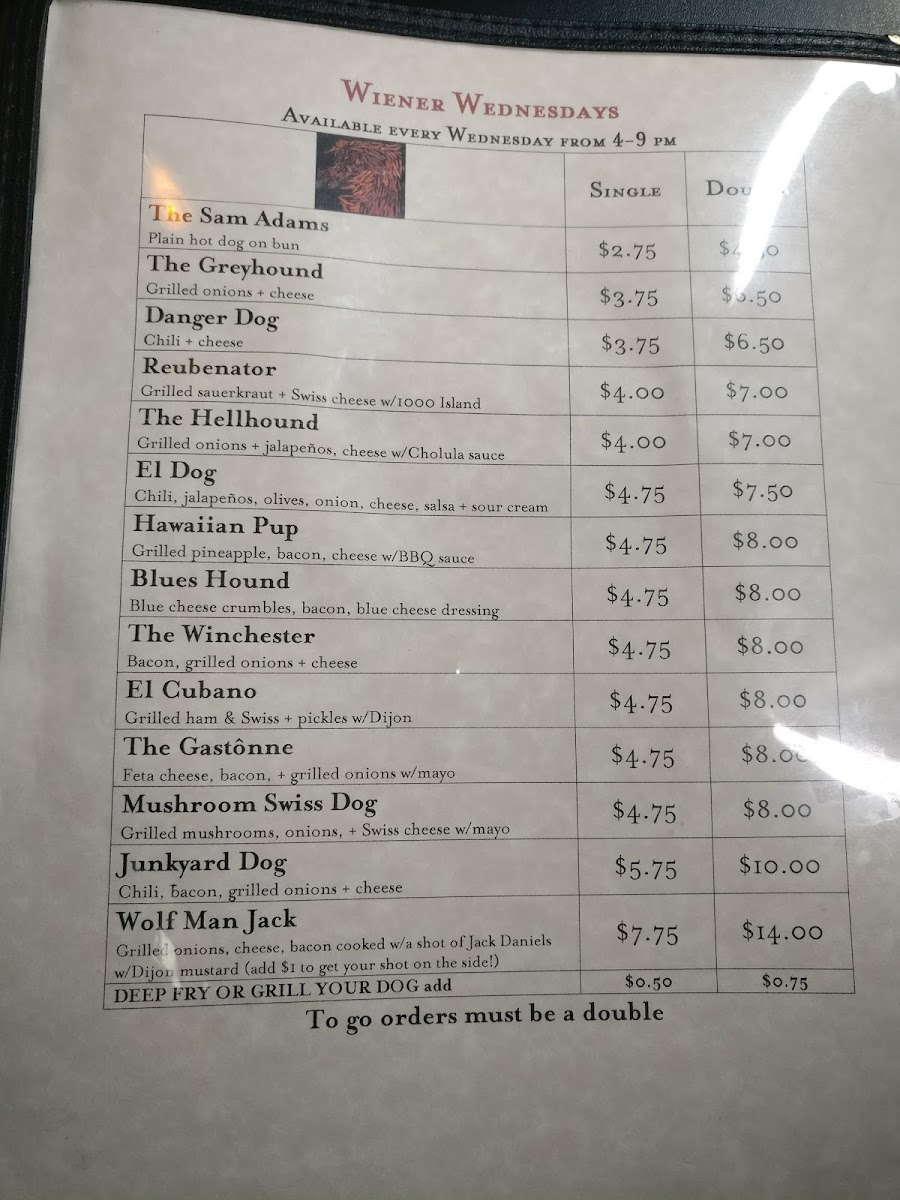 Wiener Wednesdays
Available every Wednesday from 4-9 pm
Single
The Sam Adams
Plain hot dog on bun
$2.75
The Greyhound
Grilled onions + cheese
$3.75 $6.50
Danger Dog
Chili + cheese
$3.75 $6.50
Reubenator
Grilled sauerkraut + Swiss cheese w/1000 Island
$4.00 $7.00
The Hellhound
Grilled onions + jalapeños, cheese w/Cholula sauce
$4.00 $7.00
El Dog
Chili, jalapeños, olives, onion, cheese, salsa + sour cream
$4.75 $7.50
Hawaiian Pup
Grilled pineapple, bacon, cheese w/BBQ sauce
$4.75 $8.00
Blues Hound
Blue cheese crumbles, bacon, blue cheese dressing
$4.75 $8.00
The Winchester
Bacon, grilled onions + cheese
$4.75 $8.00
El Cubano
Grilled ham & Swiss + pickles w/Dijon
$4.75 $8.00
The Gastônne
Feta cheese, bacon, + grilled onions w/mayo
$4.75 $8.00
Mushroom Swiss Dog
Grilled mushrooms, onions, + Swiss cheese w/mayo
$4.75 $8.00
Junkyard Dog
Chili, bacon, grilled onions + cheese
$5.75 $10.00
Wolf Man Jack
Grilled onions, cheese, bacon cooked w/a shot of Jack Daniels
w/Dijon mustard (add $1 to get your shot on the side!)
$7.75 $14.00
DEEP FRY OR GRILL YOUR DOG add $0.50 $0.75
To go orders must be a double